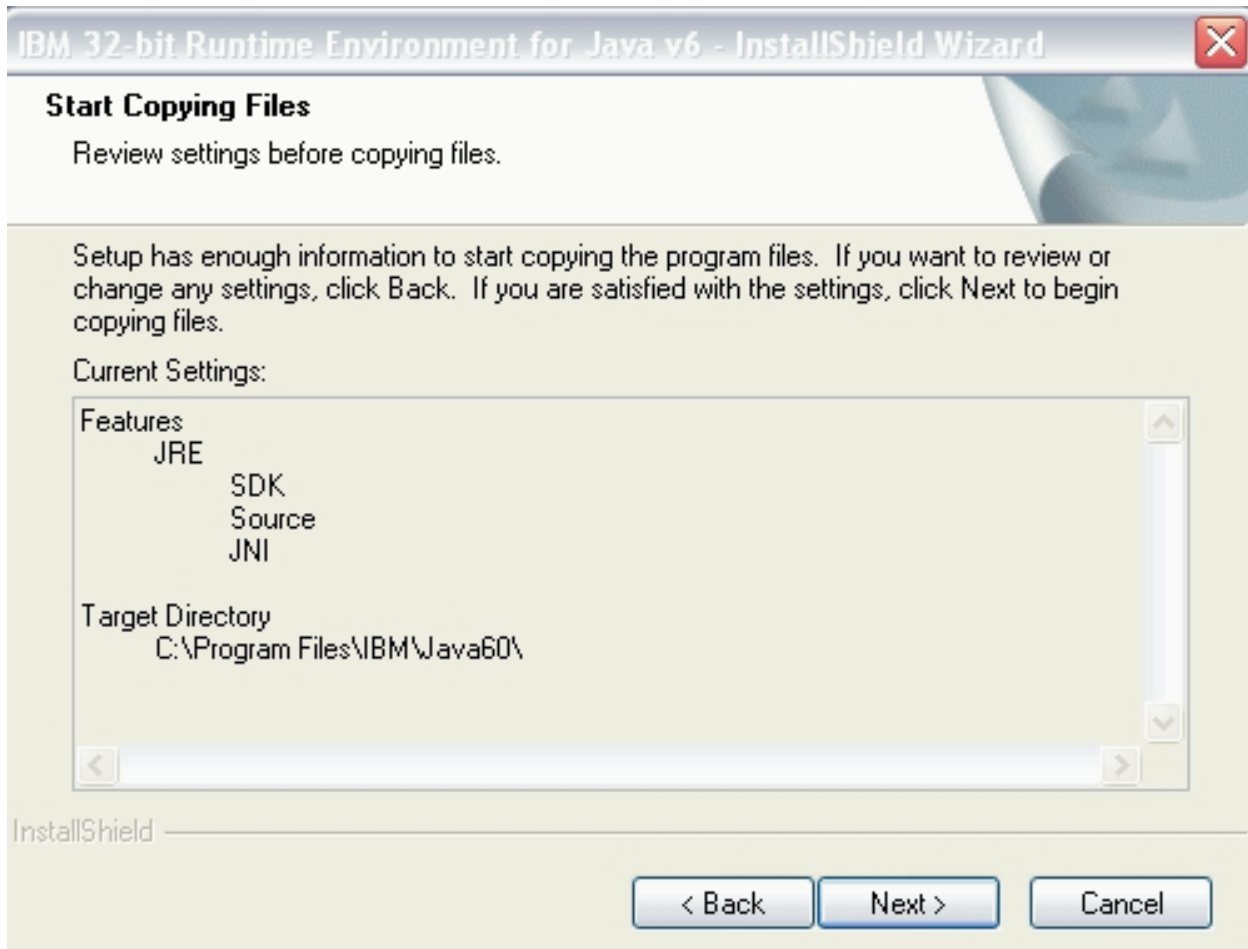 IBM 32-bit Runtime Environment for Java v6 - InstallShield Wizard
Start Copying Files
Review settings before copying files.
Setup has enough information to start copying the program files.  If you want to review or
change any settings, click Back.  If you are satisfied with the settings, click Next to begin
copying files.
Current Settings:
Features
JRE
SDK
Source
JNI
Target Directory
C:\Program Files\IBM\Java60\
InstallShield
< Back
Next >
Cancel